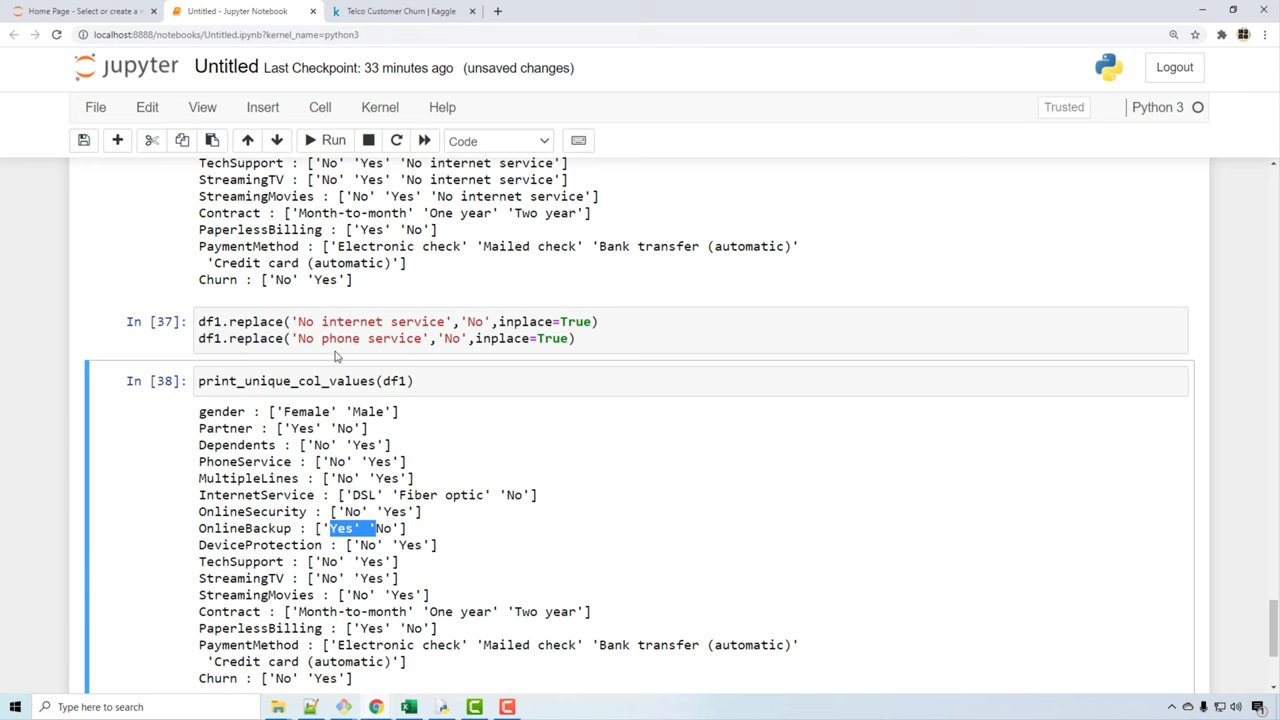 Home Page - Select or create a n
Untitled - Jupyter Notebook
Telco Customer Churn | Kaggle
localhost:8888/notebooks/Untitled.ipynb?kernel_name=python3
jupyter Untitled Last Checkpoint: 33 minutes ago (unsaved changes)
Logout
File Edit View Insert Cell Kernel Help
Trusted
Python 3
Run
Code
TechSupport : ['No' 'Yes' 'No internet service']
StreamingTV : ['No' 'Yes' 'No internet service']
StreamingMovies : ['No' 'Yes' 'No internet service']
Contract : ['Month-to-month' 'One year' 'Two year']
PaperlessBilling : ['Yes' 'No']
PaymentMethod : ['Electronic check' 'Mailed check' 'Bank transfer (automatic)'
'Credit card (automatic)']
Churn : ['No' 'Yes']
In [37]: df1.replace('No internet service','No',inplace=True)
df1.replace('No phone service','No',inplace=True)
In [38]: print_unique_col_values(df1)
gender : ['Female' 'Male']
Partner : ['Yes' 'No']
Dependents : ['No' 'Yes']
PhoneService : ['No' 'Yes']
MultipleLines : ['No' 'Yes']
InternetService : ['DSL' 'Fiber optic' 'No']
OnlineSecurity : ['No' 'Yes']
OnlineBackup : ['Yes' 'No']
DeviceProtection : ['No' 'Yes']
TechSupport : ['No' 'Yes']
StreamingTV : ['No' 'Yes']
StreamingMovies : ['No' 'Yes']
Contract : ['Month-to-month' 'One year' 'Two year']
PaperlessBilling : ['Yes' 'No']
PaymentMethod : ['Electronic check' 'Mailed check' 'Bank transfer (automatic)'
'Credit card (automatic)']
Churn : ['No' 'Yes']
Type here to search